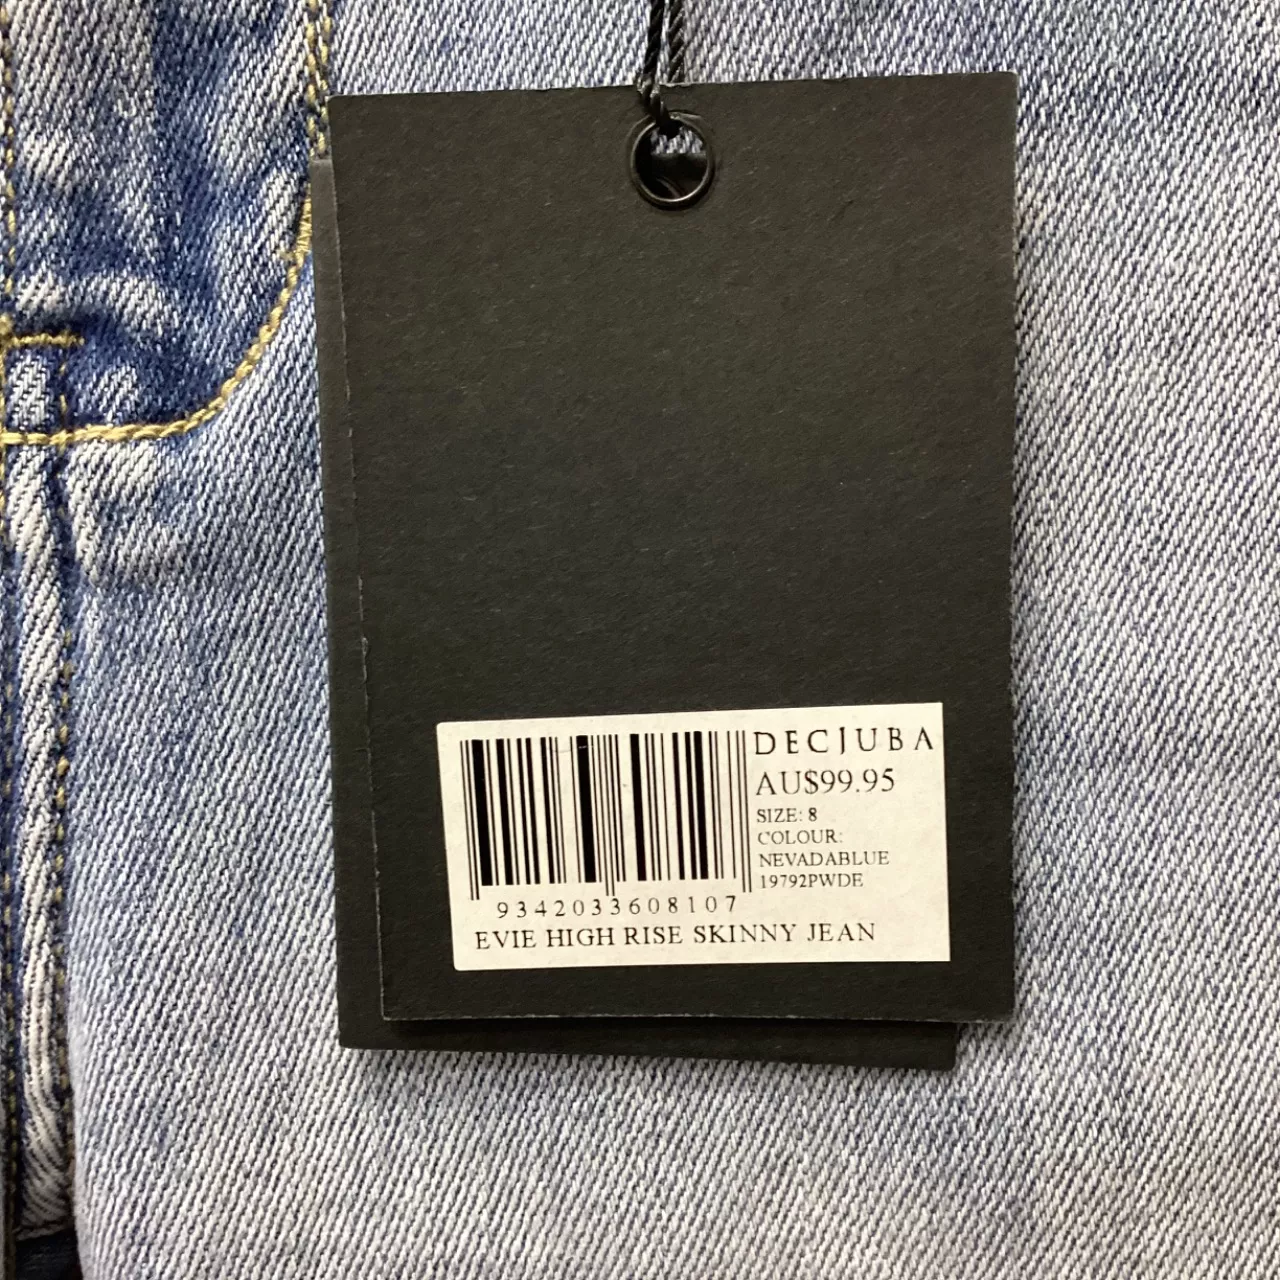 DECJUBA
AU$99.95
SIZE: 8
COLOUR:
NEVADABLUE
19792PWDE
9342033608107
EVIE HIGH RISE SKINNY JEAN